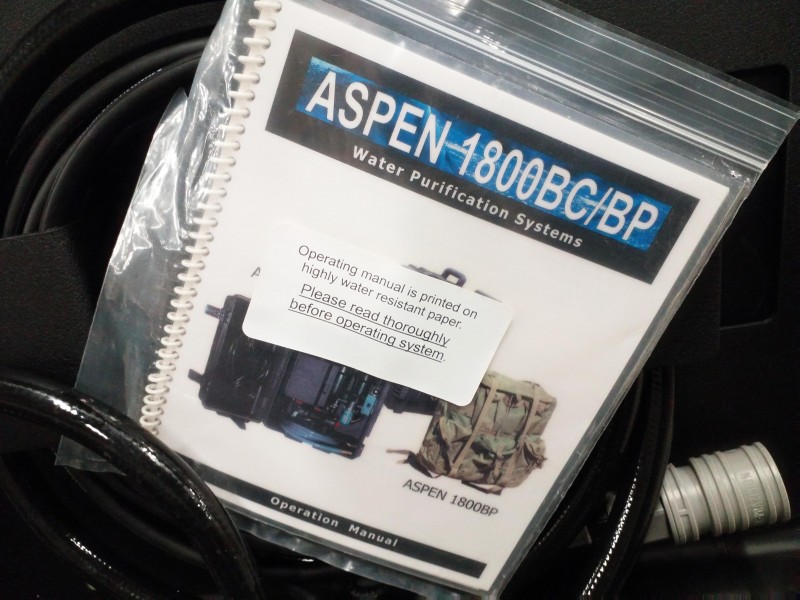 ASPEN 1800BC/BP
Water Purification Systems
Operating manual is printed on
highly water resistant paper.
Please read thoroughly
before operating system.
ASPEN 1800BP
Operation Manual